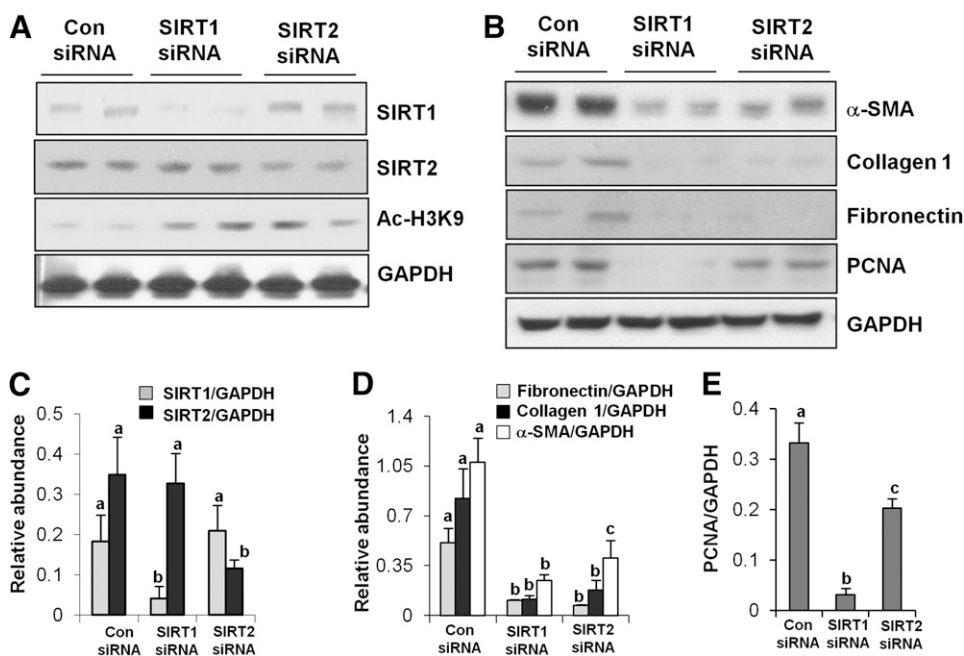 A
Con
siRNA
SIRT1
siRNA
SIRT2
siRNA
SIRT1
SIRT2
Ac-H3K9
GAPDH
B
Con
siRNA
SIRT1
siRNA
SIRT2
siRNA
α-SMA
Collagen 1
Fibronectin
PCNA
GAPDH
C
SIRT1/GAPDH
SIRT2/GAPDH
Relative abundance
0.5
0.4
0.3
0.2
0.1
0
a
a
b
a
a
b
Con
siRNA
SIRT1
siRNA
SIRT2
siRNA
D
Fibronectin/GAPDH
Collagen 1/GAPDH
α-SMA/GAPDH
Relative abundance
1.4
1.05
0.7
0.35
0
a
a
a
b
b
b
b
b
c
Con
siRNA
SIRT1
siRNA
SIRT2
siRNA
E
PCNA/GAPDH
0.4
0.3
0.2
0.1
0
a
b
c
Con
siRNA
SIRT1
siRNA
SIRT2
siRNA